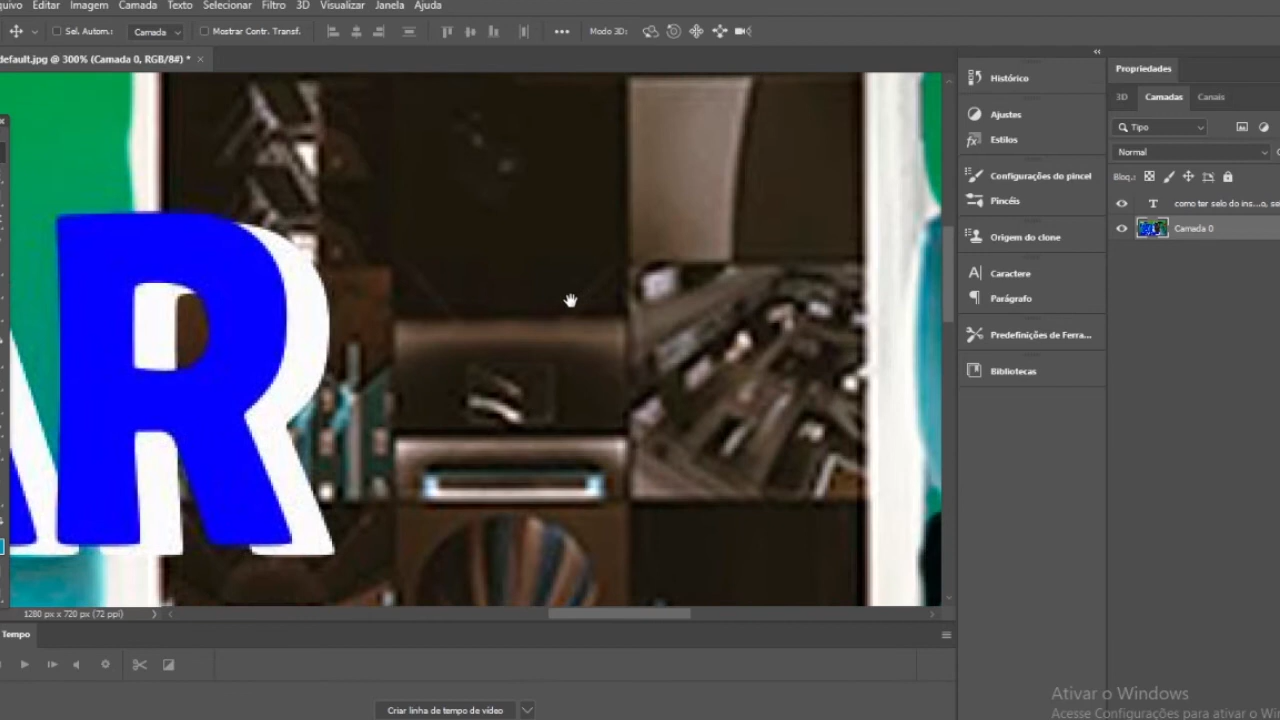 quivo Editar Imagem Camada Texto Selecionar Filtro 3D Visualizar Janela Ajuda
Sel. Autom.: Camada Mostrar Contr. Transf. Modo 3D:
default.jpg @ 300% (Camada 0, RGB/8#) *
Propriedades
Histórico
3D Camadas Canais
Ajustes
Tipo
Estilos
Normal
Configurações do pincel
Bloq.:
Pincéis
como ter selo do ins...o, se
Camada 0
Origem do clone
Caractere
Parágrafo
Predefinições de Ferra...
Bibliotecas
AR
1280 px x 720 px (72 ppi)
Tempo
Criar linha de tempo de vídeo
Ativar o Windows
Acesse Configurações para ativar o Wi